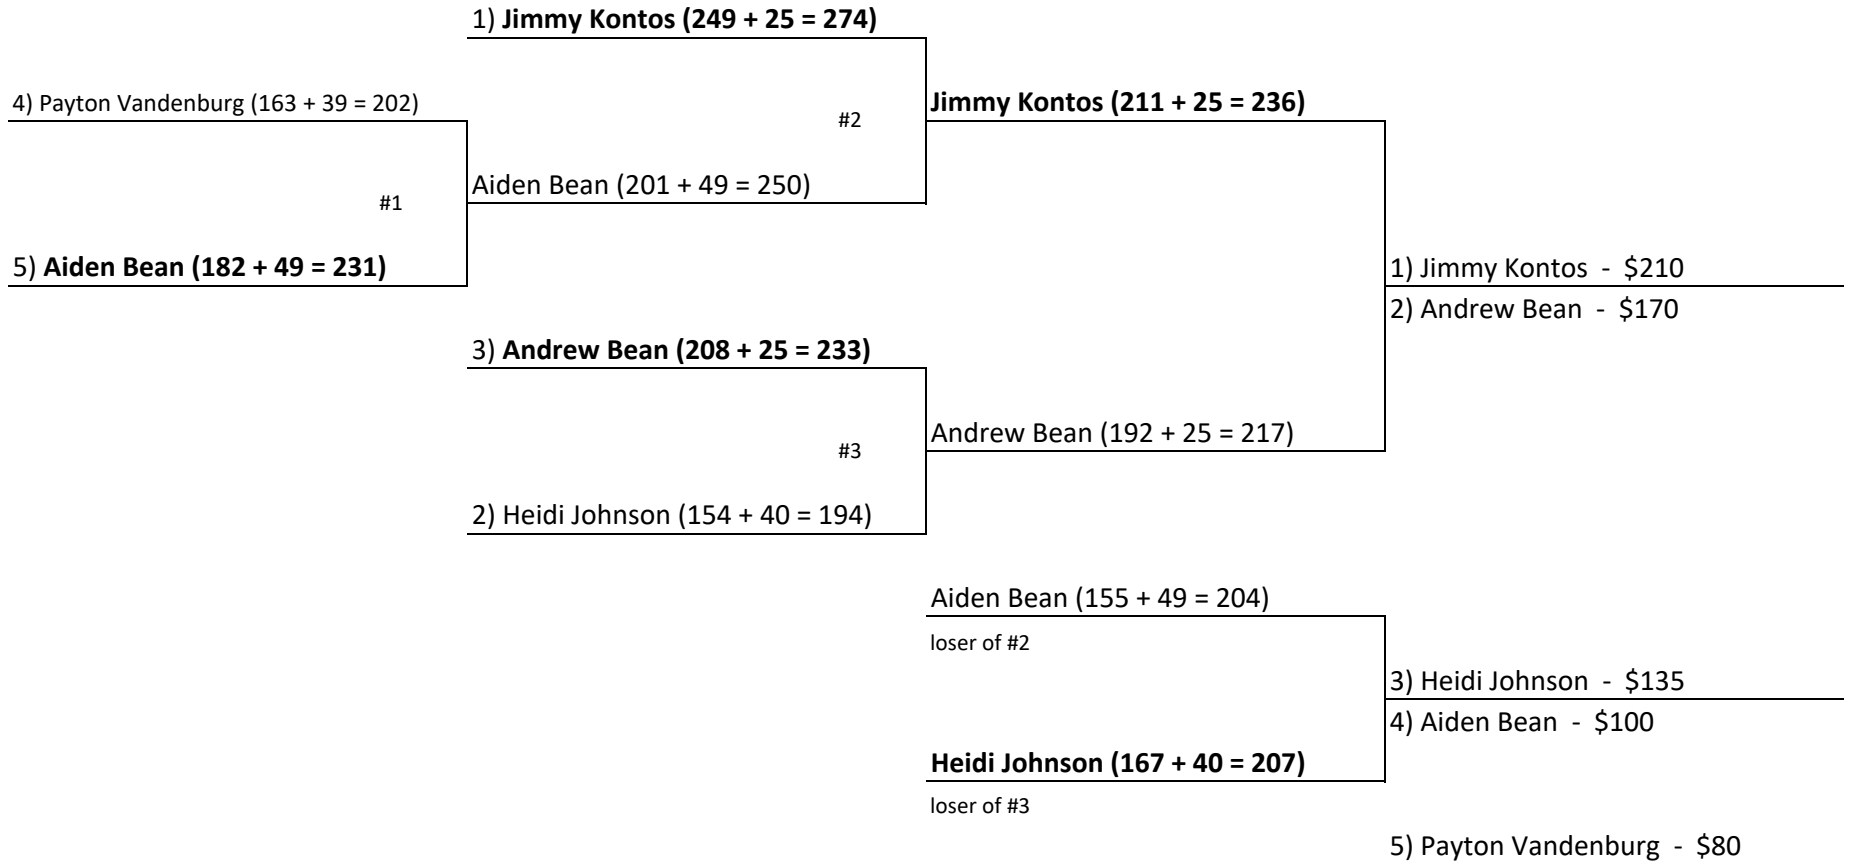 1) Jimmy Kontos (249 + 25 = 274)
4) Payton Vandenburg (163 + 39 = 202)
Jimmy Kontos (211 + 25 = 236)
#2
Aiden Bean (201 + 49 = 250)
#1
5) Aiden Bean (182 + 49 = 231)
1) Jimmy Kontos - $210
2) Andrew Bean - $170
3) Andrew Bean (208 + 25 = 233)
Andrew Bean (192 + 25 = 217)
#3
2) Heidi Johnson (154 + 40 = 194)
Aiden Bean (155 + 49 = 204)
loser of #2
3) Heidi Johnson - $135
4) Aiden Bean - $100
Heidi Johnson (167 + 40 = 207)
loser of #3
5) Payton Vandenburg - $80